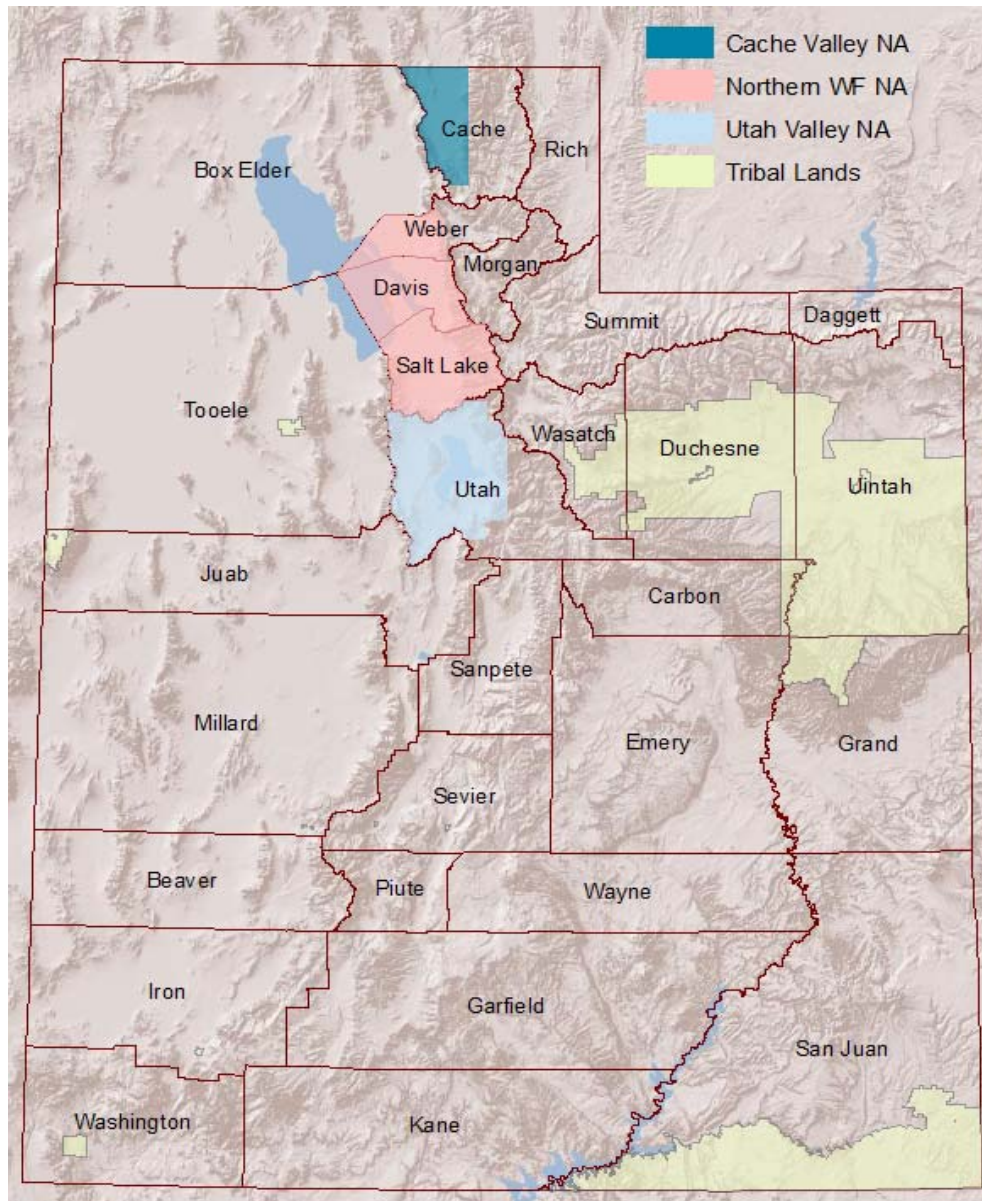 Cache Valley NA
Northern WF NA
Utah Valley NA
Tribal Lands
Cache
Rich
Box Elder
Weber
Morgan
Davis
Summit
Daggett
Salt Lake
Tooele
Wasatch
Duchesne
Utah
Uintah
Juab
Carbon
Sanpete
Millard
Emery
Grand
Sevier
Beaver
Piute
Wayne
Iron
Garfield
San Juan
Washington
Kane